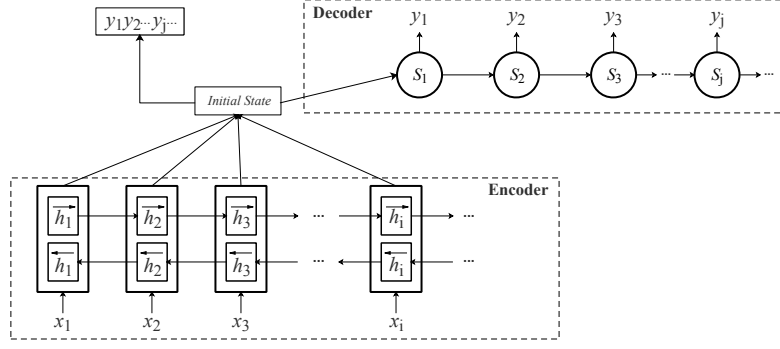 Decoder
y₁y₂...yⱼ...
y₁ y₂ y₃ yⱼ
S₁ S₂ S₃ ... Sⱼ ...
Initial State
Encoder
h₁ h₂ h₃ ... hᵢ ...
h₁ h₂ h₃ ... hᵢ ...
x₁ x₂ x₃ xᵢ